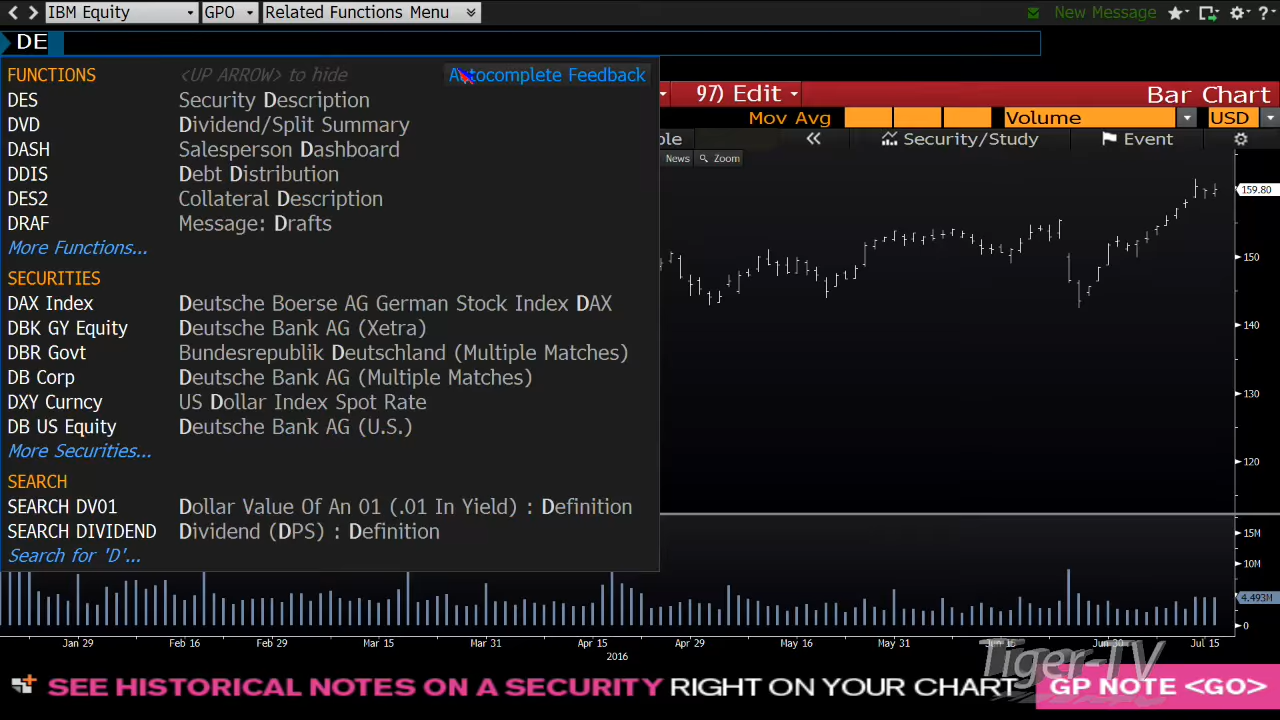 IBM Equity GPO Related Functions Menu New Message ?
DE
FUNCTIONS <UP ARROW> to hide Autocomplete Feedback
DES Security Description
DVD Dividend/Split Summary
DASH Salesperson Dashboard
DDIS Debt Distribution
DES2 Collateral Description
DRAF Message: Drafts
More Functions...
SECURITIES
DAX Index Deutsche Boerse AG German Stock Index DAX
DBK GY Equity Deutsche Bank AG (Xetra)
DBR Govt Bundesrepublik Deutschland (Multiple Matches)
DB Corp Deutsche Bank AG (Multiple Matches)
DXY Curncy US Dollar Index Spot Rate
DB US Equity Deutsche Bank AG (U.S.)
More Securities...
SEARCH
SEARCH DV01 Dollar Value Of An 01 (.01 In Yield) : Definition
SEARCH DIVIDEND Dividend (DPS) : Definition
Search for 'D'...
97) Edit Bar Chart
Mov Avg Volume USD
ple « Security/Study Event
News Zoom
159.80
150
140
130
120
15M
10M
4.493M
0
Jan 29 Feb 16 Feb 29 Mar 15 Mar 31 Apr 15 Apr 29 May 16 May 31 Jun 15 Jun 30 Jul 15
2016
Tiger-TV
SEE HISTORICAL NOTES ON A SECURITY RIGHT ON YOUR CHART GP NOTE <GO>